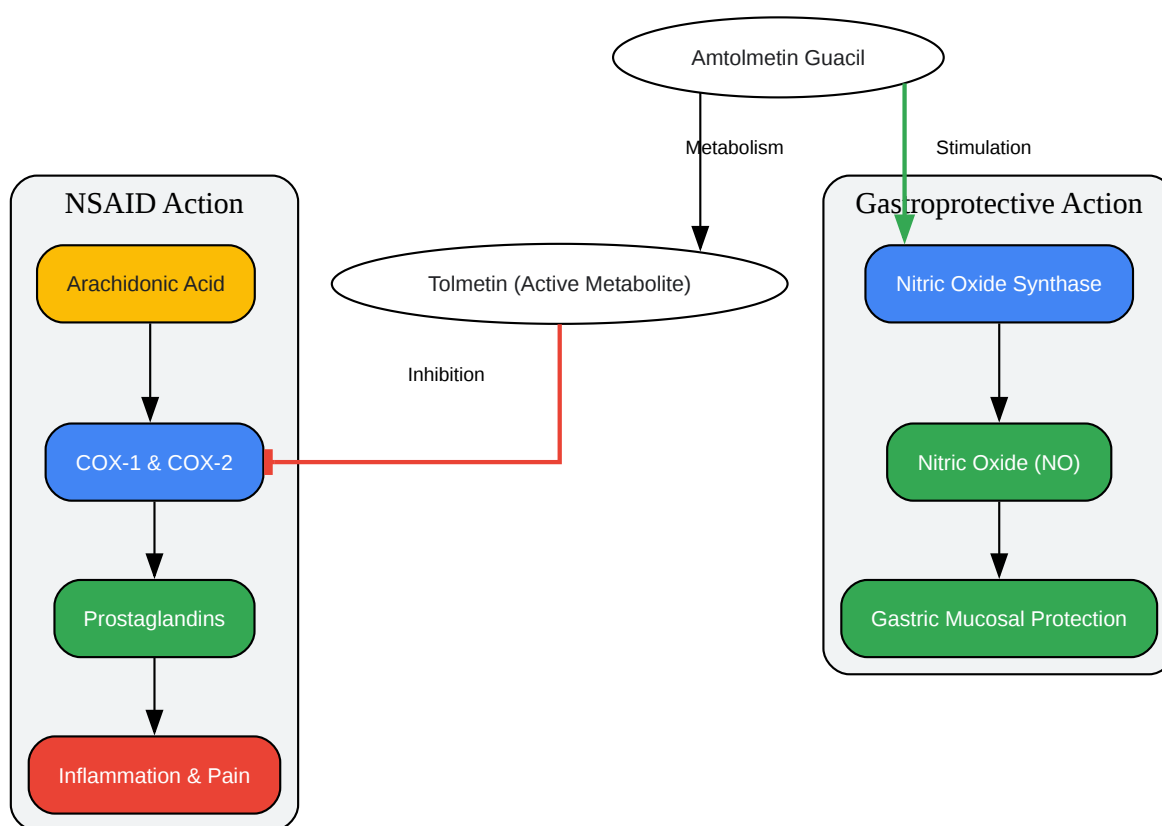 Amtolmetin Guacil
Metabolism
Stimulation
NSAID Action
Gastroprotective Action
Arachidonic Acid
Tolmetin (Active Metabolite)
Nitric Oxide Synthase
Inhibition
COX-1 & COX-2
Nitric Oxide (NO)
Prostaglandins
Gastric Mucosal Protection
Inflammation & Pain